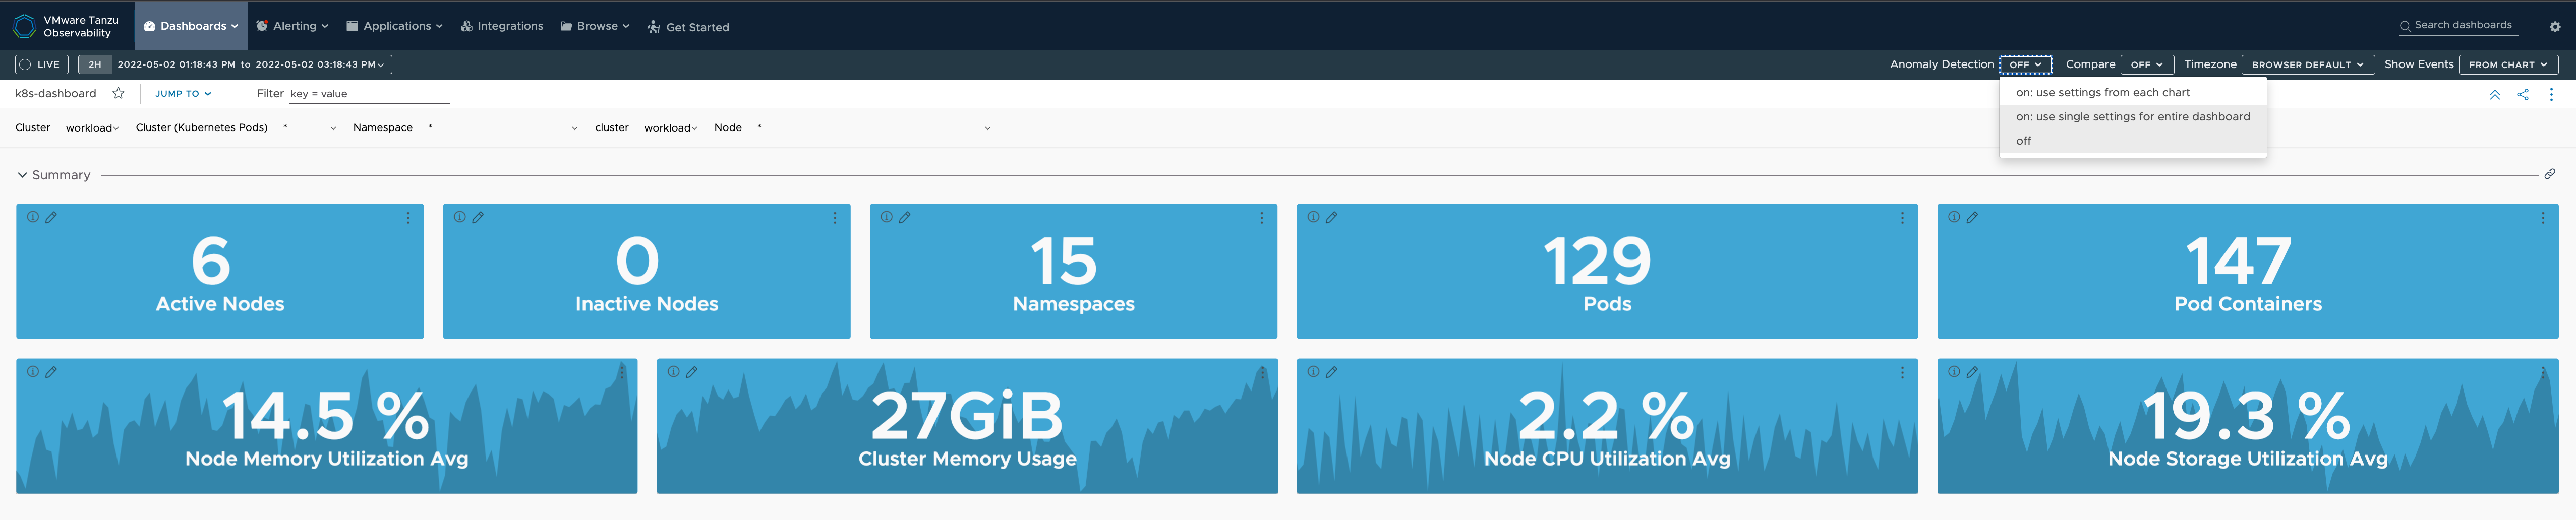 VMware Tanzu
Observability
Dashboards
Alerting
Applications
Integrations
Browse
Get Started
Search dashboards
LIVE
2H
2022-05-02 01:18:43 PM to 2022-05-02 03:18:43 PM
Anomaly Detection
OFF
Compare
OFF
Timezone
BROWSER DEFAULT
Show Events
FROM CHART
on: use settings from each chart
on: use single settings for entire dashboard
off
k8s-dashboard
JUMP TO
Filter
key = value
Cluster
workload
Cluster (Kubernetes Pods)
*
Namespace
*
cluster
workload
Node
*
Summary
6
Active Nodes
0
Inactive Nodes
15
Namespaces
129
Pods
147
Pod Containers
14.5 %
Node Memory Utilization Avg
27GiB
Cluster Memory Usage
2.2 %
Node CPU Utilization Avg
19.3 %
Node Storage Utilization Avg